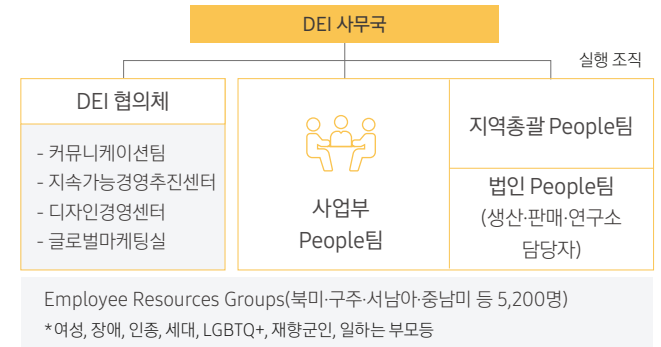 DEI 사무국
실행 조직
DEI 협의체
- 커뮤니케이션팀
- 지속가능경영추진센터
- 디자인경영센터
- 글로벌마케팅실
사업부
People팀
지역총괄 People팀
법인 People팀
(생산·판매·연구소
담당자)
Employee Resources Groups(북미·구주·서남아·중남미 등 5,200명)
*여성, 장애, 인종, 세대, LGBTQ+, 재향군인, 일하는 부모등